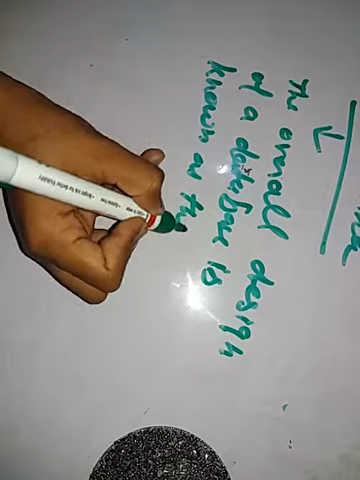 The overall design
of a database is
known as the